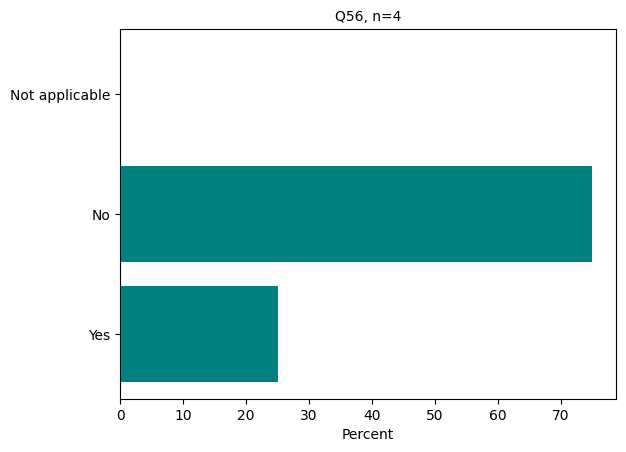 Q56, n=4
Not applicable
No
Yes
0 10 20 30 40 50 60 70
Percent